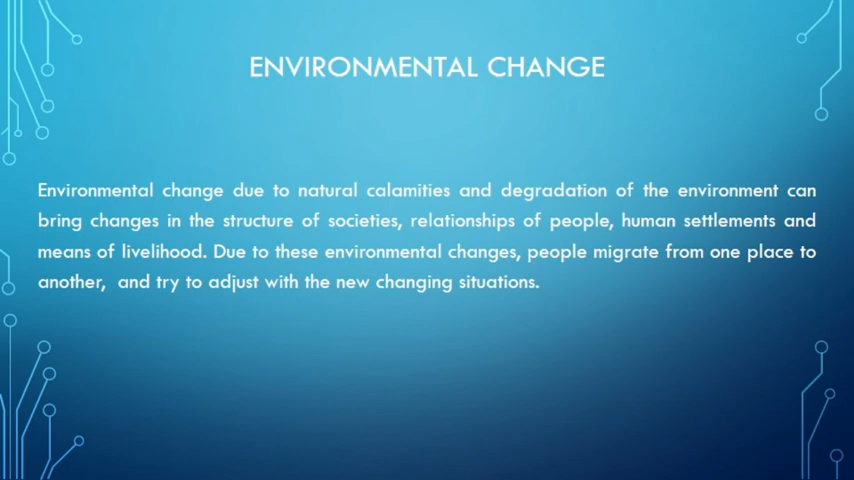 ENVIRONMENTAL CHANGE
Environmental change due to natural calamities and degradation of the environment can
bring changes in the structure of societies, relationships of people, human settlements and
means of livelihood. Due to these environmental changes, people migrate from one place to
another,  and try to adjust with the new changing situations.